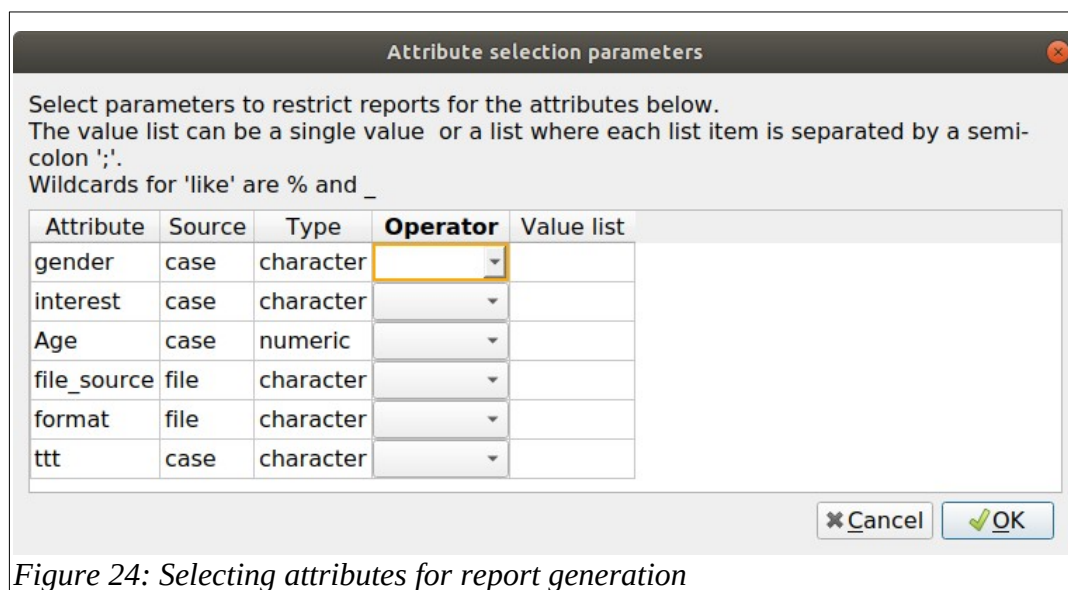 Attribute selection parameters
Select parameters to restrict reports for the attributes below.
The value list can be a single value  or a list where each list item is separated by a semi-
colon ';'.
Wildcards for 'like' are % and _
Attribute Source Type Operator Value list
gender case character
interest case character
Age case numeric
file_source file character
format file character
ttt case character
Cancel OK
Figure 24: Selecting attributes for report generation